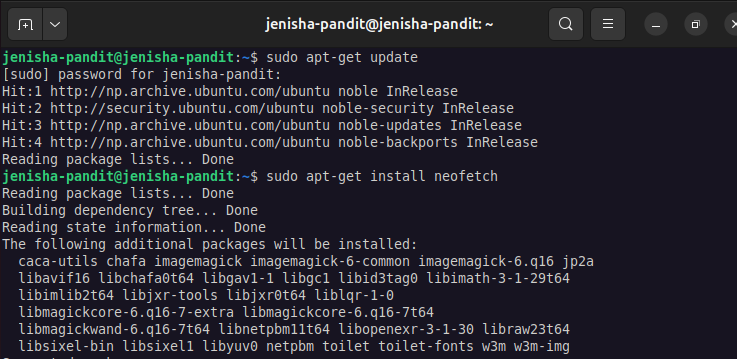 jenisha-pandit@jenisha-pandit: ~
jenisha-pandit@jenisha-pandit:~$ sudo apt-get update
[sudo] password for jenisha-pandit:
Hit:1 http://np.archive.ubuntu.com/ubuntu noble InRelease
Hit:2 http://security.ubuntu.com/ubuntu noble-security InRelease
Hit:3 http://np.archive.ubuntu.com/ubuntu noble-updates InRelease
Hit:4 http://np.archive.ubuntu.com/ubuntu noble-backports InRelease
Reading package lists... Done
jenisha-pandit@jenisha-pandit:~$ sudo apt-get install neofetch
Reading package lists... Done
Building dependency tree... Done
Reading state information... Done
The following additional packages will be installed:
  caca-utils chafa imagemagick imagemagick-6-common imagemagick-6.q16 jp2a
  libavif16 libchafa0t64 libgav1-1 libgc1 libid3tag0 libimath-3-1-29t64
  libimlib2t64 libjxr-tools libjxr0t64 liblqr-1-0
  libmagickcore-6.q16-7-extra libmagickcore-6.q16-7t64
  libmagickwand-6.q16-7t64 libnetpbm11t64 libopenexr-3-1-30 libraw23t64
  libsixel-bin libsixel1 libyuv0 netpbm toilet toilet-fonts w3m w3m-img